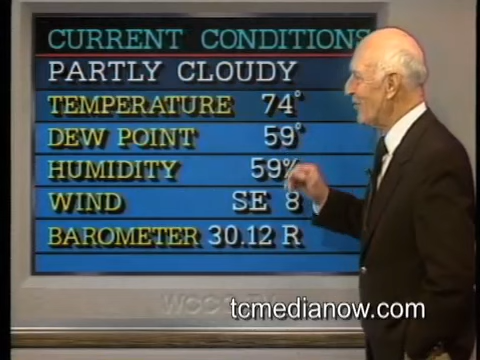 CURRENT CONDITIONS
PARTLY CLOUDY
TEMPERATURE 74°
DEW POINT 59°
HUMIDITY 59%
WIND SE 8
BAROMETER 30.12 R
tcmedianow.com